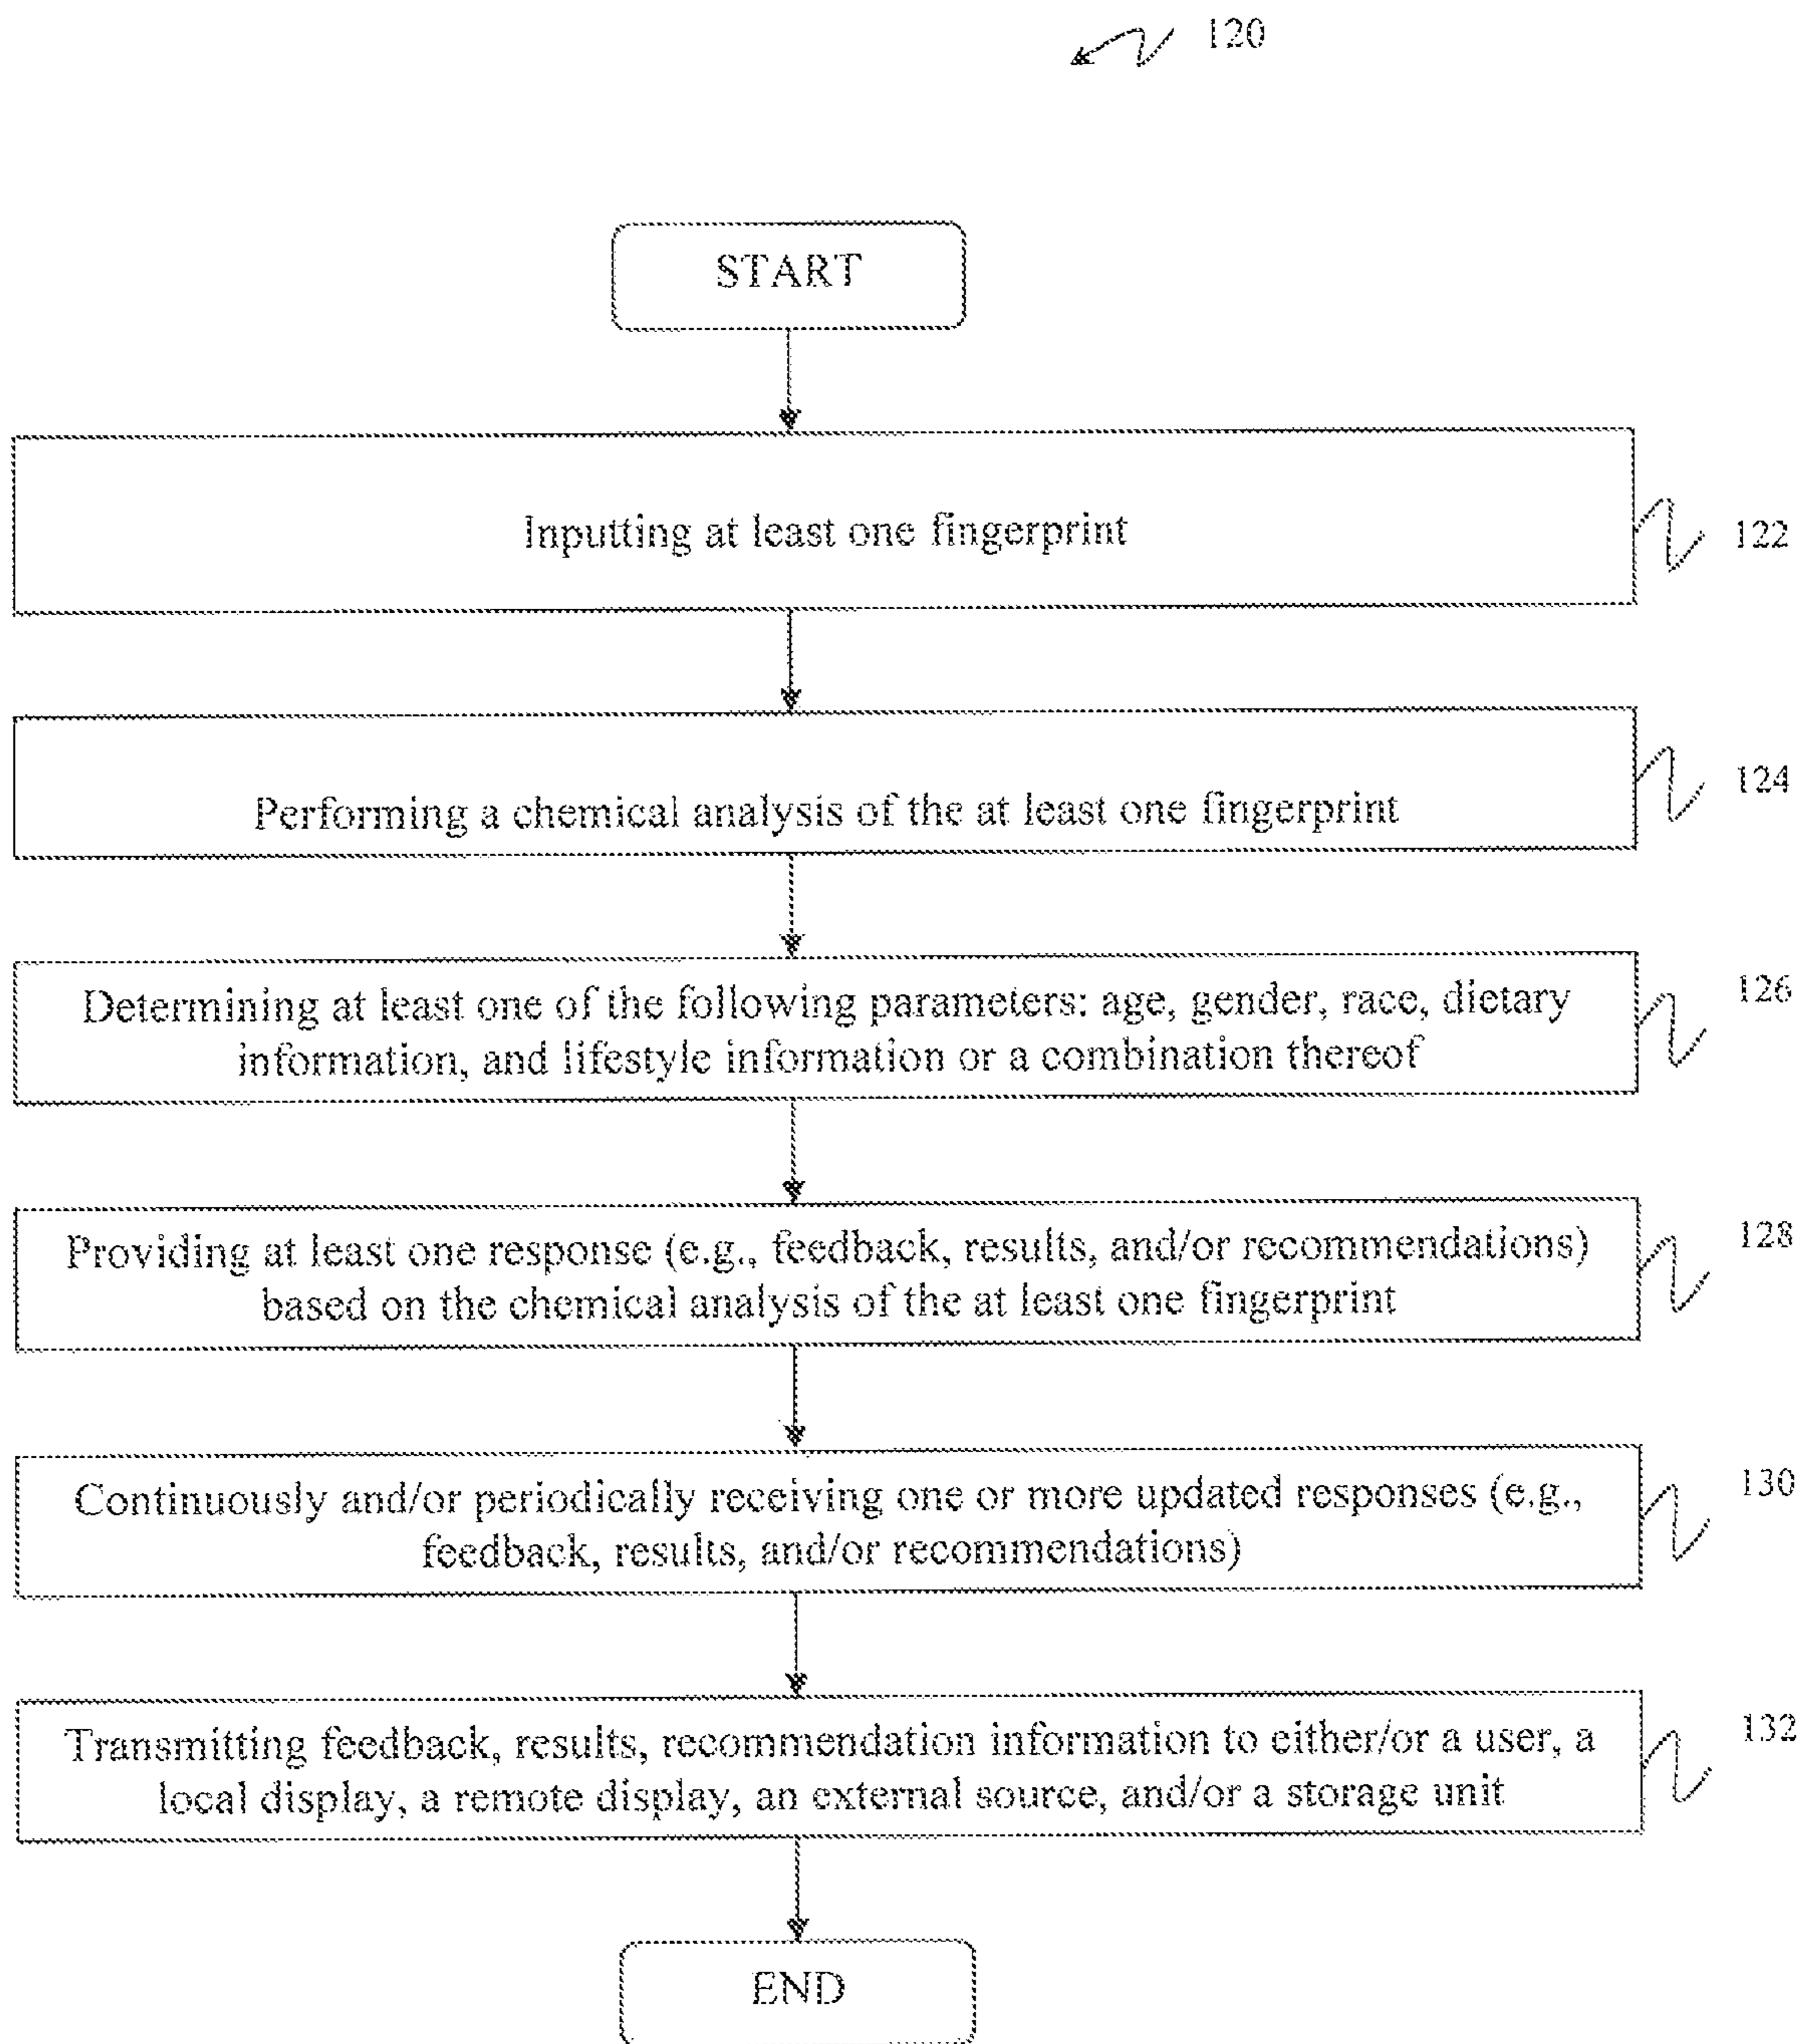 120
START
Inputting at least one fingerprint
122
Performing a chemical analysis of the at least one fingerprint
124
Determining at least one of the following parameters: age, gender, race, dietary
information, and lifestyle information or a combination thereof
126
Providing at least one response (e.g., feedback, results, and/or recommendations)
based on the chemical analysis of the at least one fingerprint
128
Continuously and/or periodically receiving one or more updated responses (e.g.,
feedback, results, and/or recommendations)
130
Transmitting feedback, results, recommendation information to either/or a user, a
local display, a remote display, an external source, and/or a storage unit
132
END